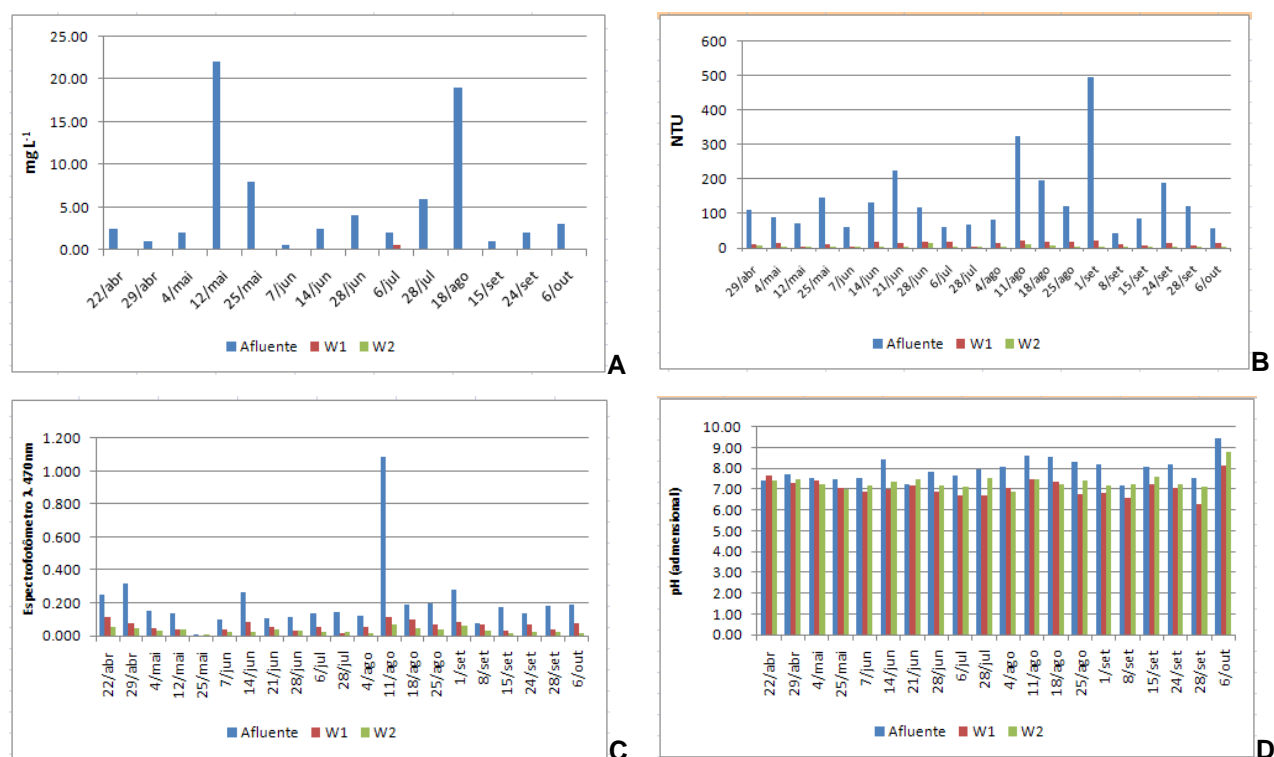 25.00
20.00
15.00
10.00
5.00
0.00
mg L-1
22/abr 29/abr 4/mai 12/mai 25/mai 7/jun 14/jun 28/jun 6/jul 28/jul 18/ago 15/set 24/set 6/out
Afluente W1 W2
A
600
500
400
300
200
100
0
NTU
29/abr 4/mai 12/mai 25/mai 7/jun 14/jun 21/jun 28/jun 6/jul 28/jul 4/ago 11/ago 18/ago 25/ago 1/set 8/set 15/set 24/set 28/set 6/out
Afluente W1 W2
B
1.200
1.000
0.800
0.600
0.400
0.200
0.000
Espectrofotômetro λ 470nm
22/abr 29/abr 4/mai 12/mai 25/mai 7/jun 14/jun 21/jun 28/jun 6/jul 28/jul 4/ago 11/ago 18/ago 25/ago 1/set 8/set 15/set 24/set 28/set 6/out
Afluente W1 W2
C
10.00
9.00
8.00
7.00
6.00
5.00
4.00
3.00
2.00
1.00
0.00
pH (admensional)
22/abr 29/abr 4/mai 25/mai 7/jun 14/jun 21/jun 28/jun 6/jul 28/jul 4/ago 11/ago 18/ago 25/ago 1/set 8/set 15/set 24/set 28/set 6/out
Afluente W1 W2
D